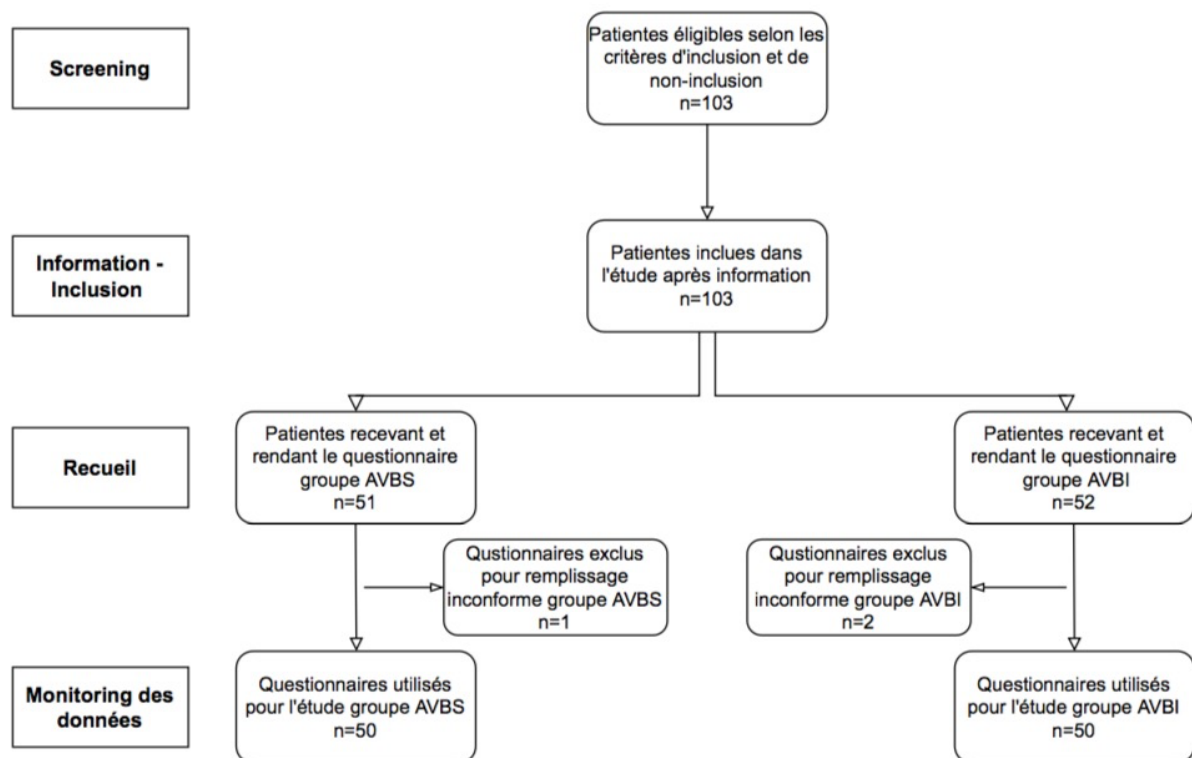 Screening
Patientes éligibles selon les
critères d'inclusion et de
non-inclusion
n=103
Information -
Inclusion
Patientes inclues dans
l'étude après information
n=103
Recueil
Patientes recevant et
rendant le questionnaire
groupe AVBS
n=51
Patientes recevant et
rendant le questionnaire
groupe AVBI
n=52
Qustionnaires exclus
pour remplissage
inconforme groupe AVBS
n=1
Qustionnaires exclus
pour remplissage
inconforme groupe AVBI
n=2
Monitoring des
données
Questionnaires utilisés
pour l'étude groupe AVBS
n=50
Questionnaires utilisés
pour l'étude groupe AVBI
n=50